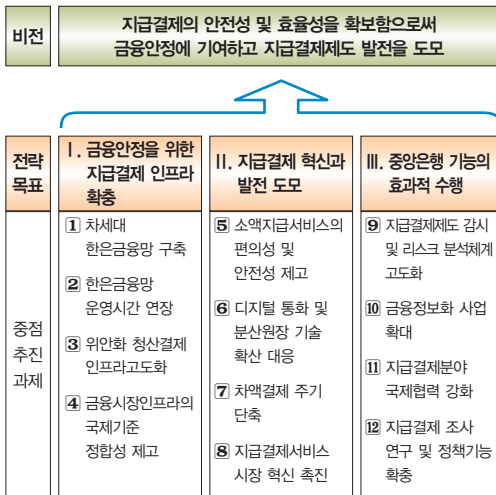 비전
지급결제의 안전성 및 효율성을 확보함으로써
금융안정에 기여하고 지급결제제도 발전을 도모
전략
목표
Ⅰ. 금융안정을 위한
지급결제 인프라
확충
Ⅱ. 지급결제 혁신과
발전 도모
Ⅲ. 중앙은행 기능의
효과적 수행
중점
추진
과제
1 차세대
한은금융망 구축
2 한은금융망
운영시간 연장
3 위안화 청산결제
인프라고도화
4 금융시장인프라의
국제기준
정합성 제고
5 소액지급서비스의
편의성 및
안전성 제고
6 디지털 통화 및
분산원장 기술
확산 대응
7 차액결제 주기
단축
8 지급결제서비스
시장 혁신 촉진
9 지급결제제도 감시
및 리스크 분석체계
고도화
10 금융정보화 사업
확대
11 지급결제분야
국제협력 강화
12 지급결제 조사
연구 및 정책기능
확충